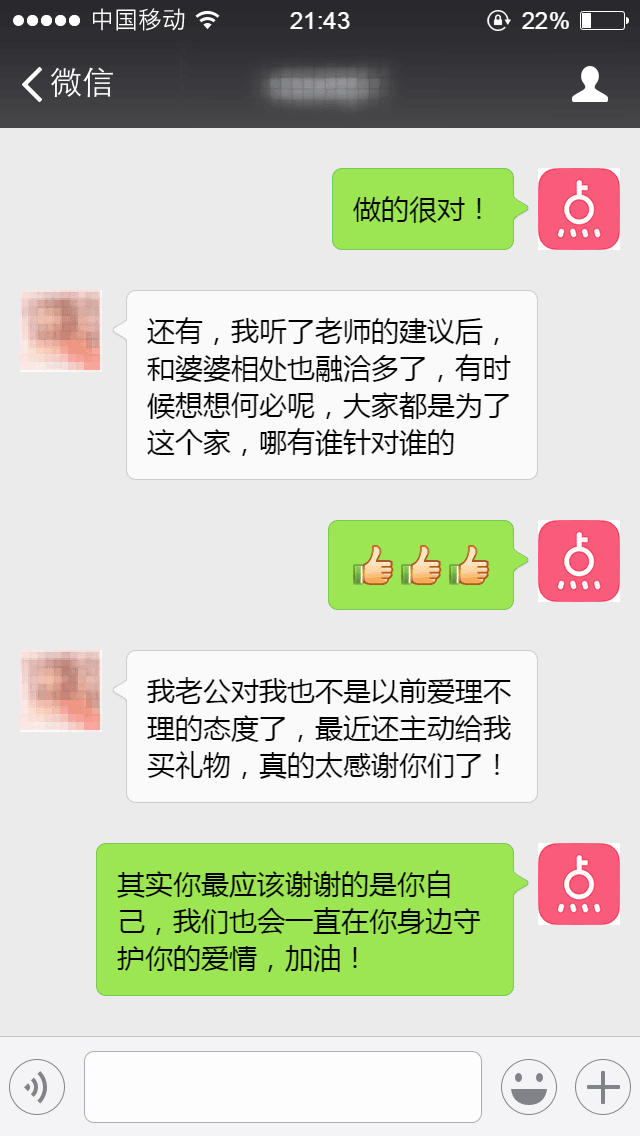 中国移动 21:43 22%
微信
做的很对！
还有，我听了老师的建议后，
和婆婆相处也融洽多了，有时
候想想何必呢，大家都是为了
这个家，哪有谁针对谁的
我老公对我也不是以前爱理不
理的态度了，最近还主动给我
买礼物，真的太感谢你们了！
其实你最应该谢谢的是你自
己，我们也会一直在你身边守
护你的爱情，加油！